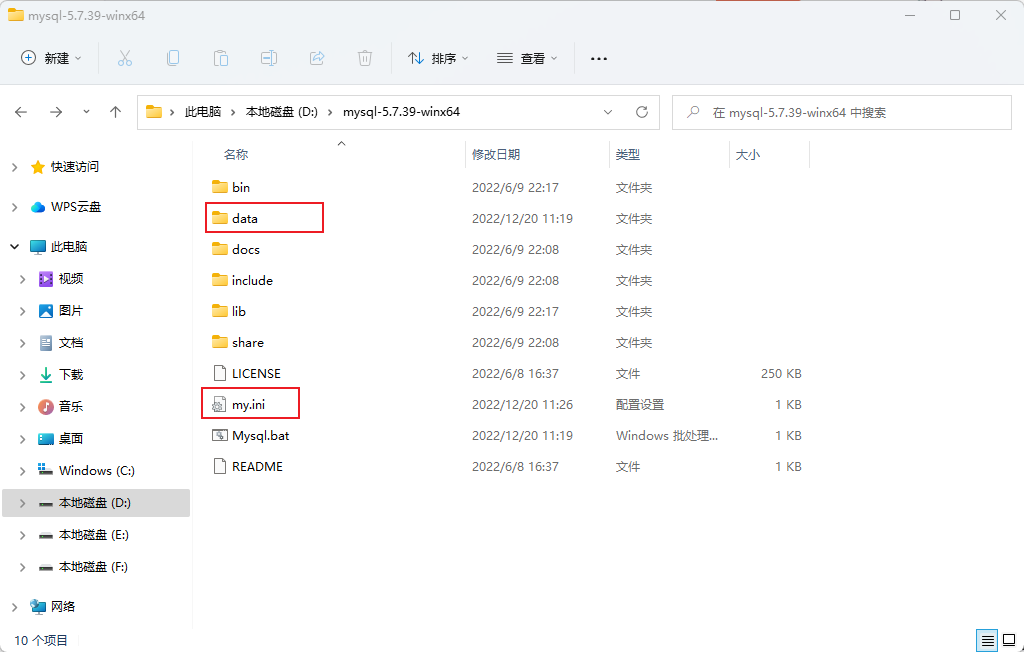 mysql-5.7.39-winx64
新建 排序 查看
此电脑 本地磁盘 (D:) mysql-5.7.39-winx64 在 mysql-5.7.39-winx64 中搜索
快速访问
WPS云盘
此电脑
视频
图片
文档
下载
音乐
桌面
Windows (C:)
本地磁盘 (D:)
本地磁盘 (E:)
本地磁盘 (F:)
网络
名称 修改日期 类型 大小
bin 2022/6/9 22:17 文件夹
data 2022/12/20 11:19 文件夹
docs 2022/6/9 22:08 文件夹
include 2022/6/9 22:08 文件夹
lib 2022/6/9 22:17 文件夹
share 2022/6/9 22:08 文件夹
LICENSE 2022/6/8 16:37 文件 250 KB
my.ini 2022/12/20 11:26 配置设置 1 KB
Mysql.bat 2022/12/20 11:19 Windows 批处理... 1 KB
README 2022/6/8 16:37 文件 1 KB
10 个项目